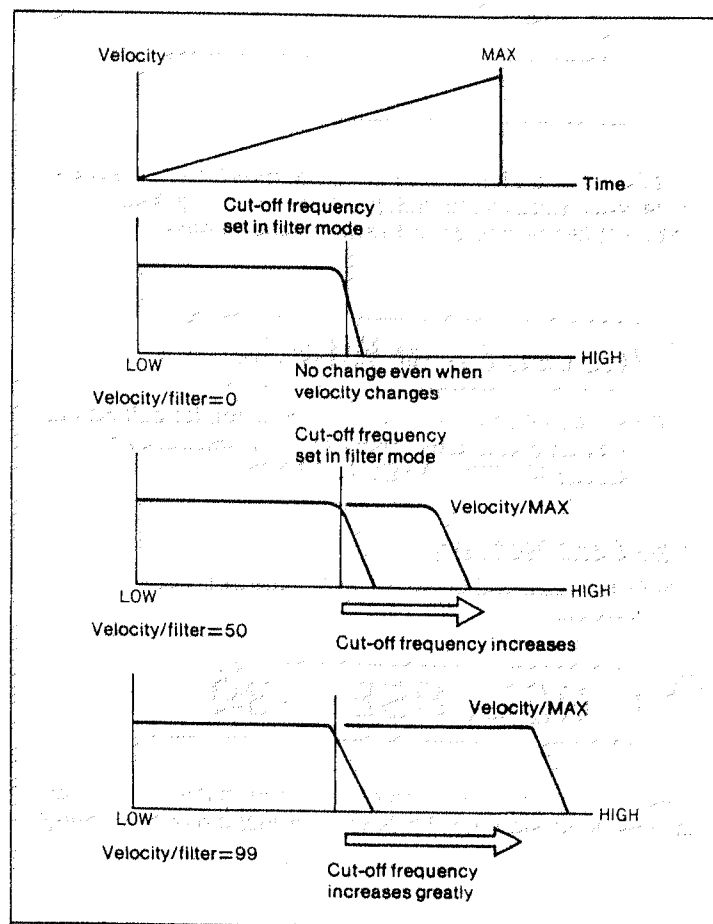 Velocity
MAX
Time
Cut-off frequency
set in filter mode
LOW
HIGH
No change even when
velocity changes
Velocity/filter=0
Cut-off frequency
set in filter mode
Velocity/MAX
LOW
HIGH
Velocity/filter=50
Cut-off frequency increases
Velocity/MAX
LOW
HIGH
Velocity/filter=99
Cut-off frequency
increases greatly